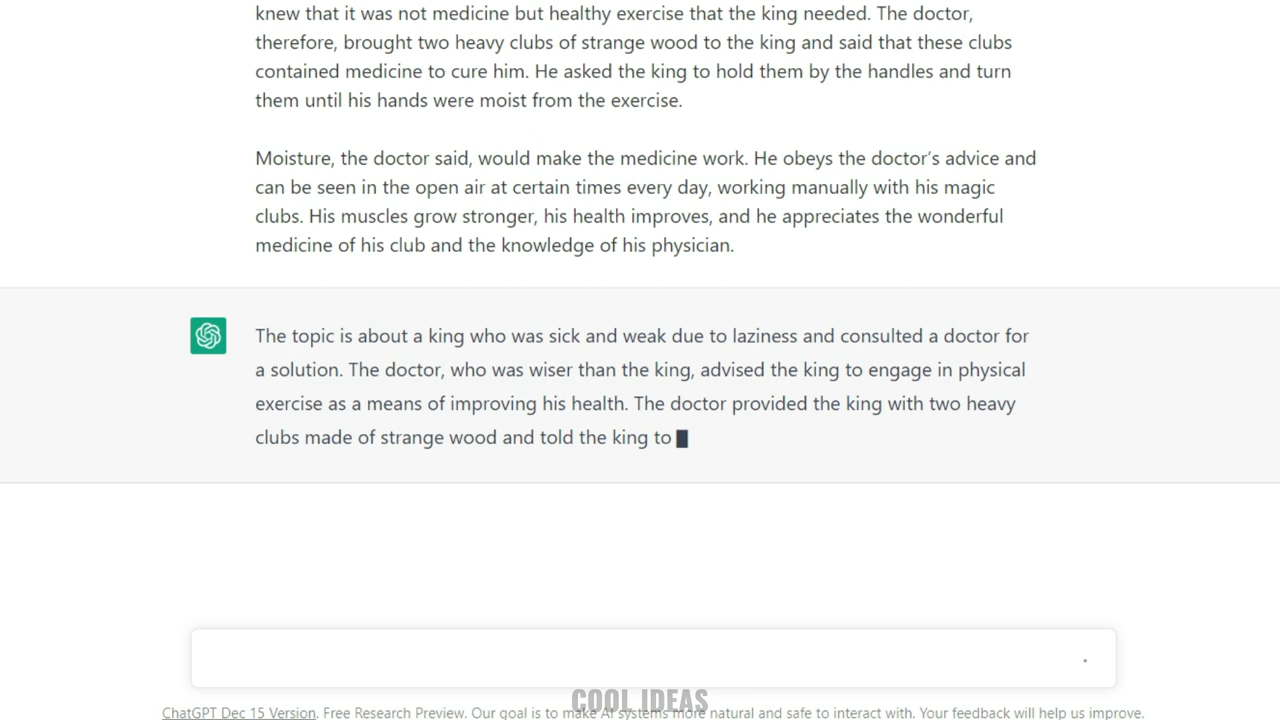 knew that it was not medicine but healthy exercise that the king needed. The doctor,
therefore, brought two heavy clubs of strange wood to the king and said that these clubs
contained medicine to cure him. He asked the king to hold them by the handles and turn
them until his hands were moist from the exercise.
Moisture, the doctor said, would make the medicine work. He obeys the doctor’s advice and
can be seen in the open air at certain times every day, working manually with his magic
clubs. His muscles grow stronger, his health improves, and he appreciates the wonderful
medicine of his club and the knowledge of his physician.
The topic is about a king who was sick and weak due to laziness and consulted a doctor for
a solution. The doctor, who was wiser than the king, advised the king to engage in physical
exercise as a means of improving his health. The doctor provided the king with two heavy
clubs made of strange wood and told the king to
COOL IDEAS
ChatGPT Dec 15 Version. Free Research Preview. Our goal is to make AI systems more natural and safe to interact with. Your feedback will help us improve.